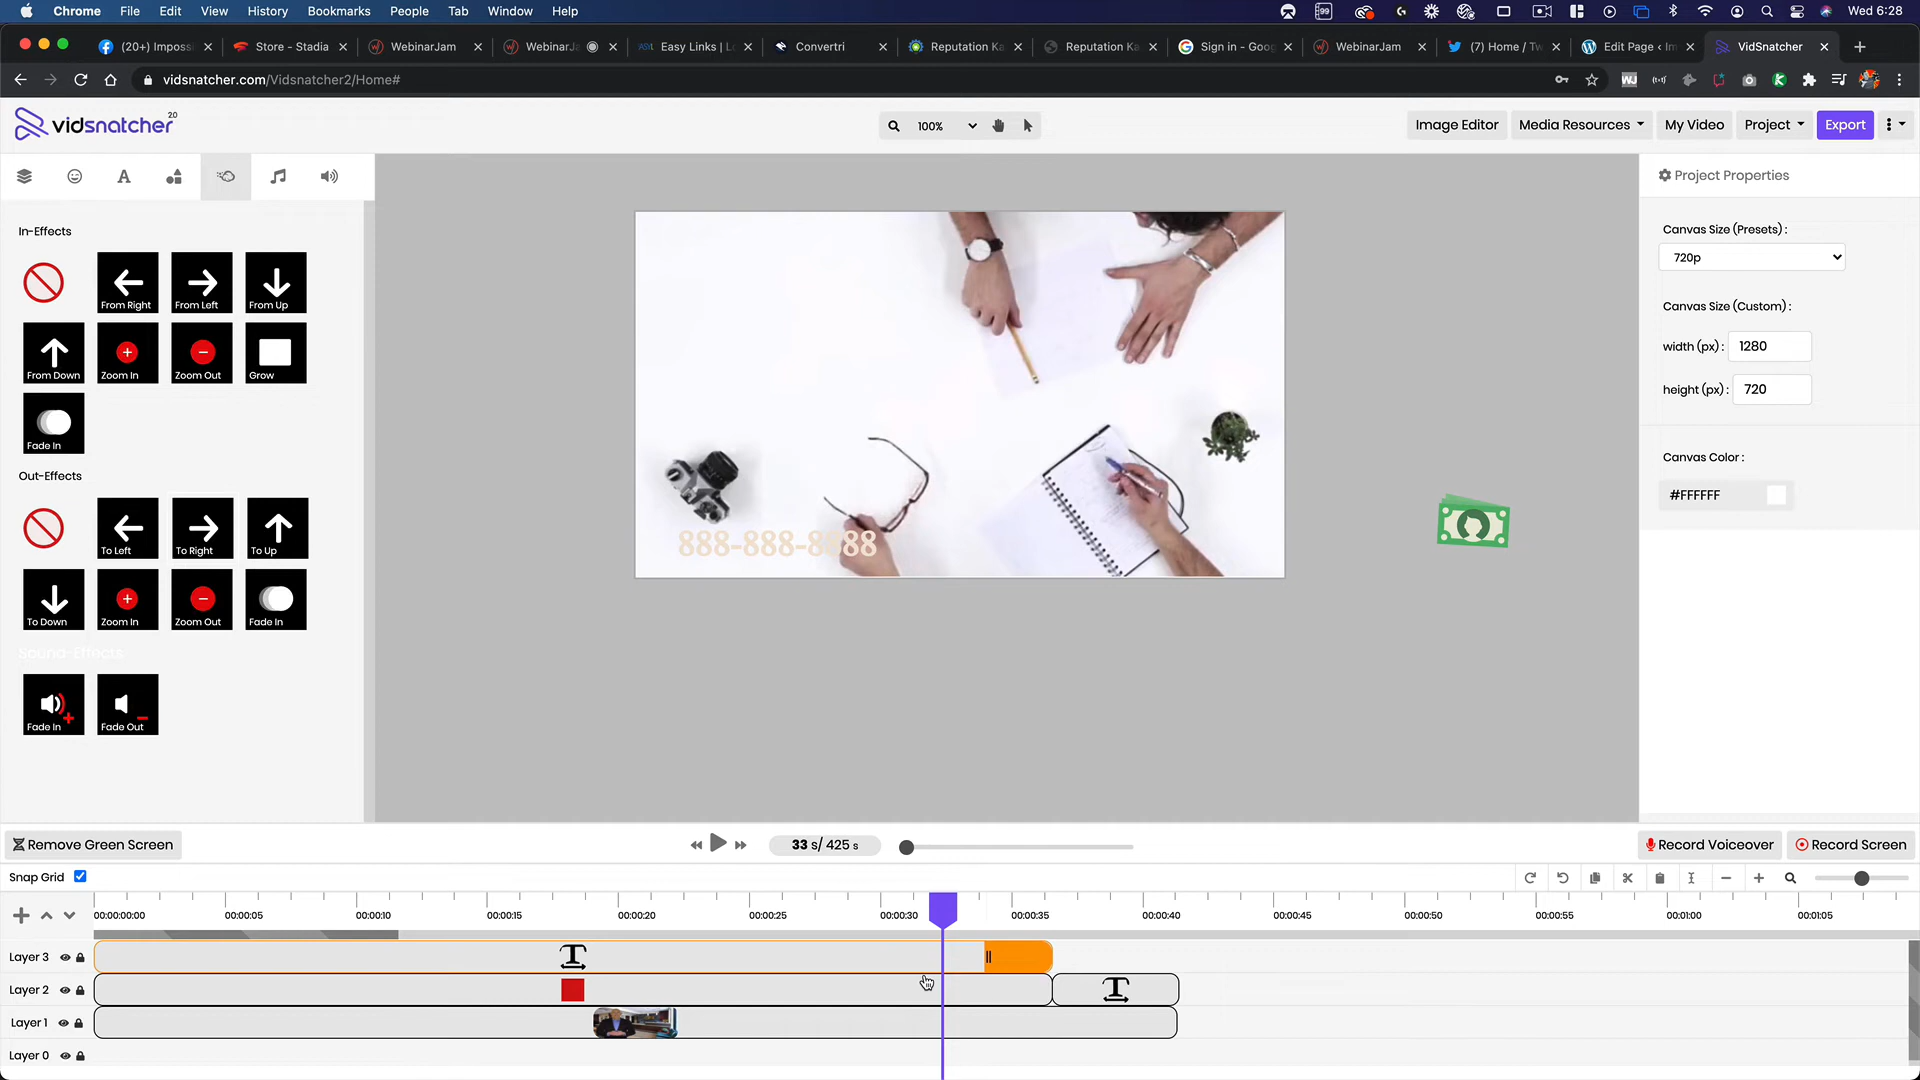 Chrome File Edit View History Bookmarks People Tab Window Help
99
Wed 6:28
(20+) Imposs
Store - Stadia
WebinarJam
WebinarJa
Easy Links | L
Convertri
Reputation Ka
Reputation Ka
Sign in - Goog
WebinarJam
(7) Home / Tw
Edit Page ‹ Im
VidSnatcher
vidsnatcher.com/Vidsnatcher2/Home#
vidsnatcher 2.0
100%
Image Editor
Media Resources
My Video
Project
Export
Project Properties
In-Effects
From Right
From Left
From Up
From Down
Zoom In
Zoom Out
Grow
Fade In
Out-Effects
To Left
To Right
To Up
To Down
Zoom In
Zoom Out
Fade In
Sound-Effects
Fade In
Fade Out
888-888-8888
Canvas Size (Presets) :
720p
Canvas Size (Custom) :
width (px) : 1280
height (px) : 720
Canvas Color :
#FFFFFF
Remove Green Screen
33 s/ 425 s
Record Voiceover
Record Screen
Snap Grid
00:00:00:00 00:00:05 00:00:10 00:00:15 00:00:20 00:00:25 00:00:30 00:00:35 00:00:40 00:00:45 00:00:50 00:00:55 00:01:00 00:01:05
Layer 3
Layer 2
Layer 1
Layer 0